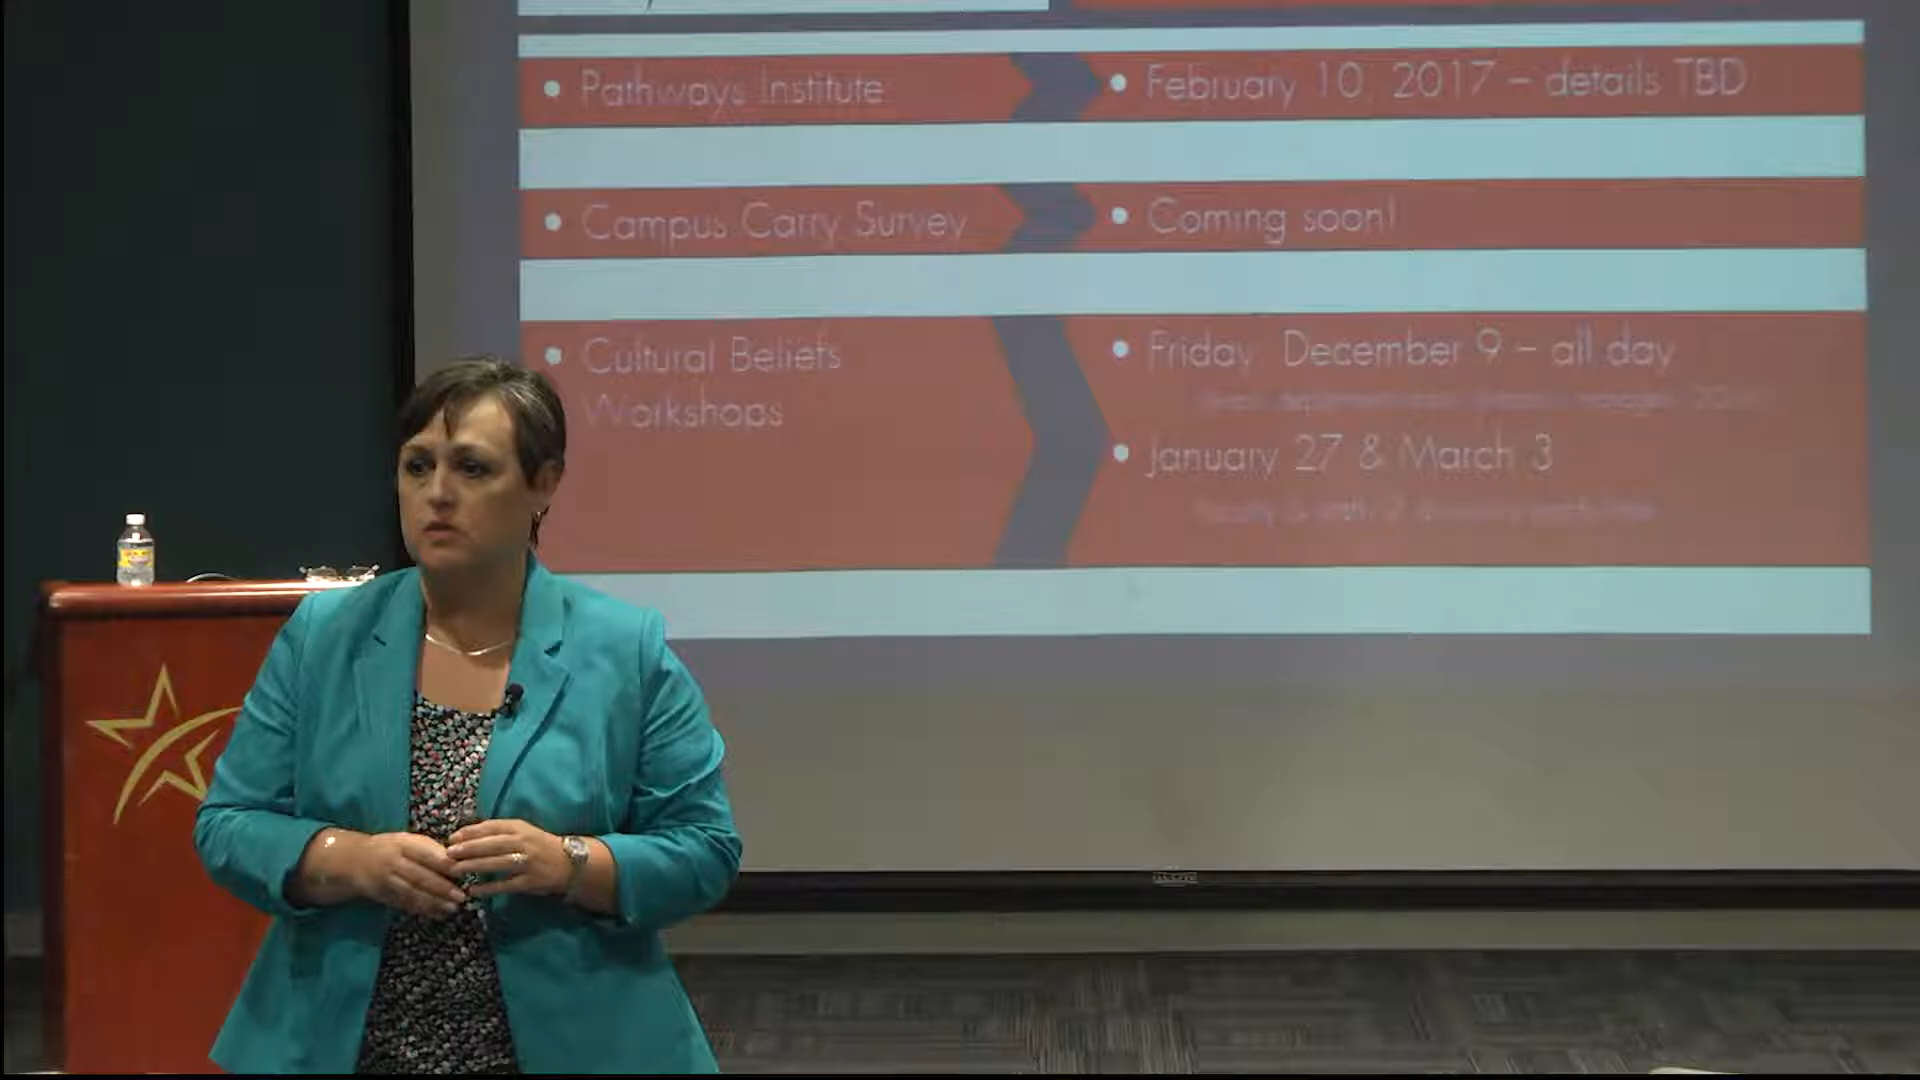 • Pathways Institute
• February 10, 2017 – details TBD
• Campus Carry Survey
• Coming soon!
• Cultural Beliefs
Workshops
• Friday, December 9 – all day
• January 27 & March 3